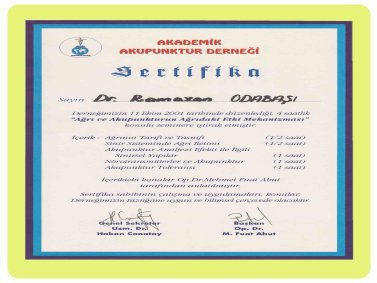 AKADEMİK
AKUPUNKTUR DERNEĞİ
Sertifika
Sayın Dr. Ramazan ODABAŞI
Derneğimizin 11 Ekim 2001 tarihinde düzenlediği, 4 saatlik
"Ağrı ve Akupunkturun Ağrıdaki Etki Mekanizması"
konulu seminere iştirak etmiştir.
İçerik : Ağrının Tarifi ve Tasnifi (1/2 saat)
Sinir Sisteminde Ağrı İletimi (1/2 saat)
Akupunktur Analjezi Efekti ile İlgili
Sinirsel Yapılar (1 saat)
Nörotransmitterler ve Akupunktur (1 saat)
Akupunktur Toleransı (1 saat)
İçerikteki konular Op.Dr.Mehmet Fuat Abut
tarafından anlatılmıştır.
Sertifika sahibinin çalışma ve uygulamaları, konular,
Derneğimizin tüzüğüne uygun ve bilimsel çerçevede olacaktır.
Genel Sekreter Başkan
Uzm. Dr. Op. Dr.
Hakan Canatay M. Fuat Abut